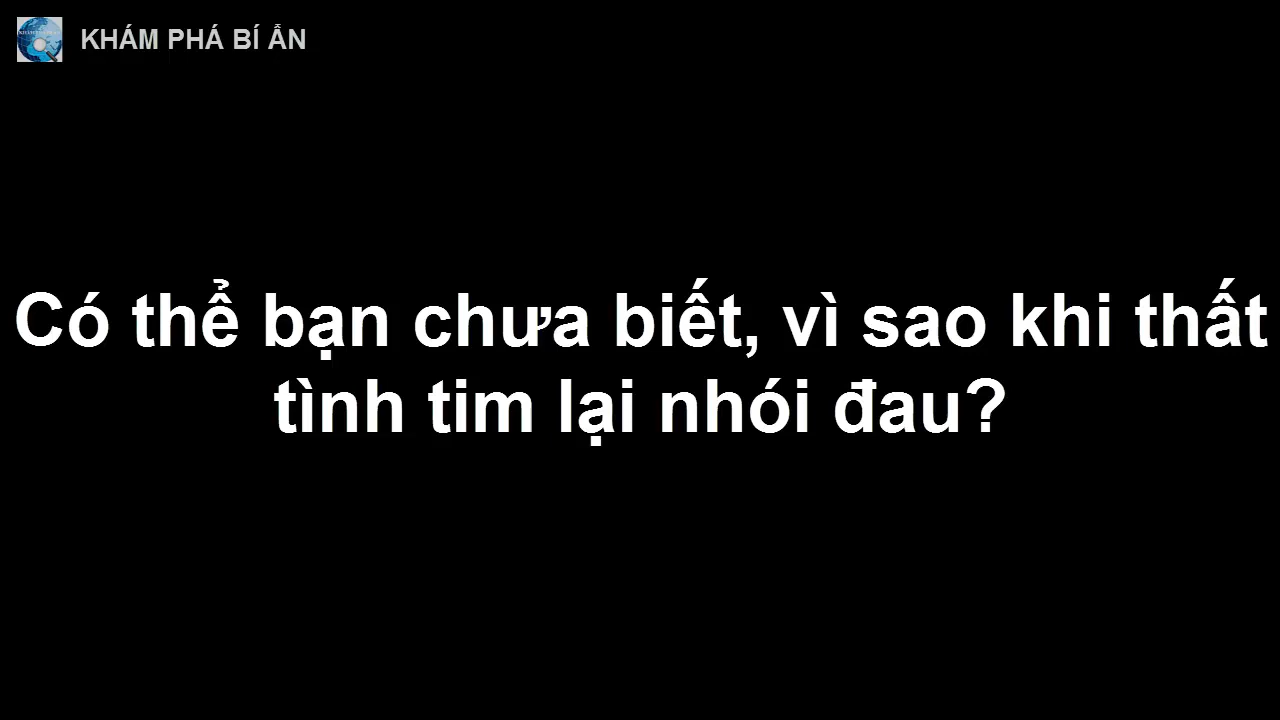 KHÁM PHÁ BÍ ẨN
Có thể bạn chưa biết, vì sao khi thất
tình tim lại nhói đau?